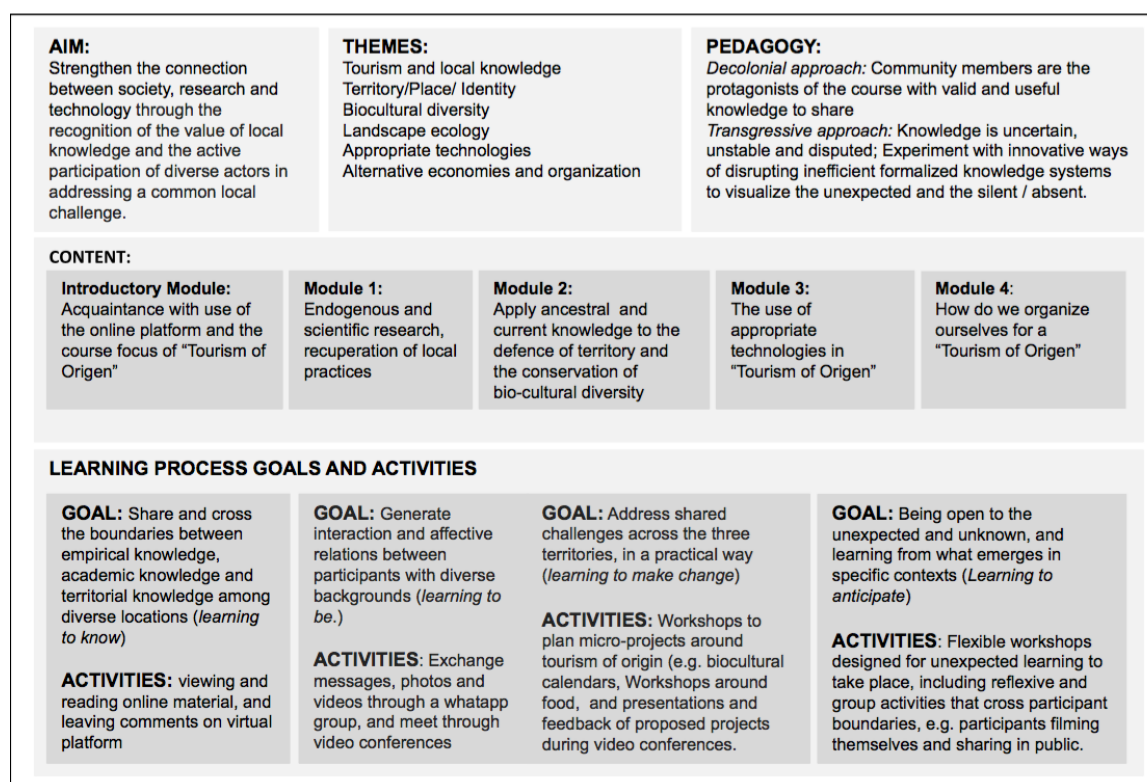 AIM:
Strengthen the connection
between society, research and
technology through the
recognition of the value of local
knowledge and the active
participation of diverse actors in
addressing a common local
challenge.
THEMES:
Tourism and local knowledge
Territory/Place/ Identity
Biocultural diversity
Landscape ecology
Appropriate technologies
Alternative economies and organization
PEDAGOGY:
Decolonial approach: Community members are the
protagonists of the course with valid and useful
knowledge to share
Transgressive approach: Knowledge is uncertain,
unstable and disputed; Experiment with innovative ways
of disrupting inefficient formalized knowledge systems
to visualize the unexpected and the silent / absent.
CONTENT:
Introductory Module:
Acquaintance with use of
the online platform and the
course focus of “Tourism of
Origen”
Module 1:
Endogenous and
scientific research,
recuperation of local
practices
Module 2:
Apply ancestral and
current knowledge to the
defence of territory and
the conservation of
bio-cultural diversity
Module 3:
The use of
appropriate
technologies in
“Tourism of Origen”
Module 4:
How do we organize
ourselves for a
“Tourism of Origen”
LEARNING PROCESS GOALS AND ACTIVITIES
GOAL: Share and cross
the boundaries between
empirical knowledge,
academic knowledge and
territorial knowledge among
diverse locations (learning
to know)
ACTIVITIES: viewing and
reading online material, and
leaving comments on virtual
platform
GOAL: Generate
interaction and affective
relations between
participants with diverse
backgrounds (learning to
be.)
ACTIVITIES: Exchange
messages, photos and
videos through a whatapp
group, and meet through
video conferences
GOAL: Address shared
challenges across the three
territories, in a practical way
(learning to make change)
ACTIVITIES: Workshops to
plan micro-projects around
tourism of origin (e.g. biocultural
calendars, Workshops around
food, and presentations and
feedback of proposed projects
during video conferences.
GOAL: Being open to the
unexpected and unknown, and
learning from what emerges in
specific contexts (Learning to
anticipate)
ACTIVITIES: Flexible workshops
designed for unexpected learning to
take place, including reflexive and
group activities that cross participant
boundaries, e.g. participants filming
themselves and sharing in public.